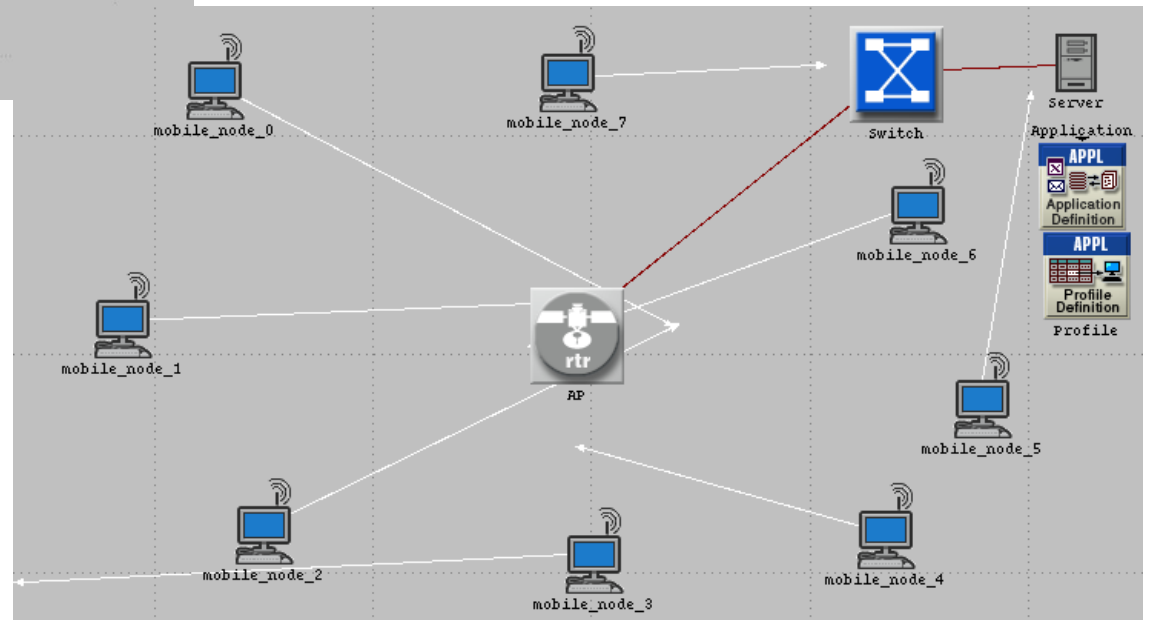 mobile_node_0
mobile_node_7
Switch
Server
Application
APPL
Application
Definition
APPL
Profiile
Definition
Profile
mobile_node_6
mobile_node_1
rtr
AP
mobile_node_5
mobile_node_2
mobile_node_3
mobile_node_4